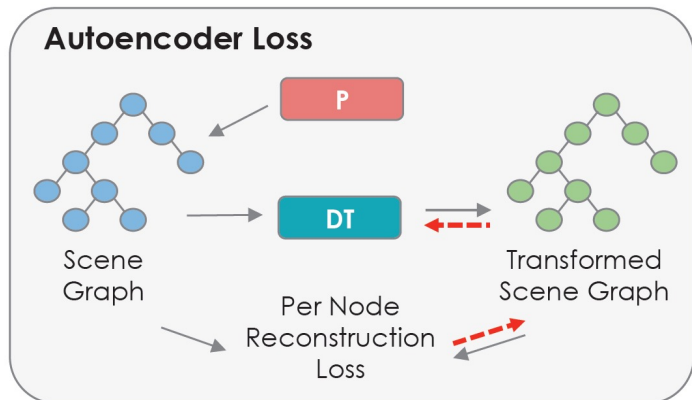 Autoencoder Loss
P
DT
Scene
Graph
Transformed
Scene Graph
Per Node
Reconstruction
Loss